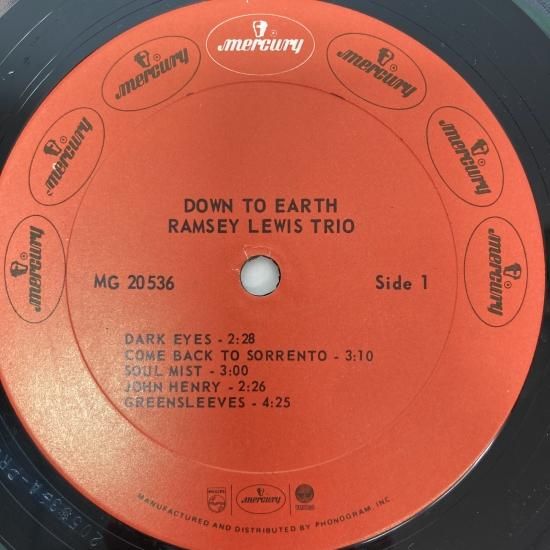 mercury
mercury
mercury
mercury
mercury
mercury
mercury
DOWN TO EARTH
RAMSEY LEWIS TRIO
MG 20536
Side 1
DARK EYES - 2:28
COME BACK TO SORRENTO - 3:10
SOUL MIST - 3:00
JOHN HENRY - 2:26
GREENSLEEVES - 4:25
PHILIPS
mercury
MANUFACTURED AND DISTRIBUTED BY PHONOGRAM, INC.